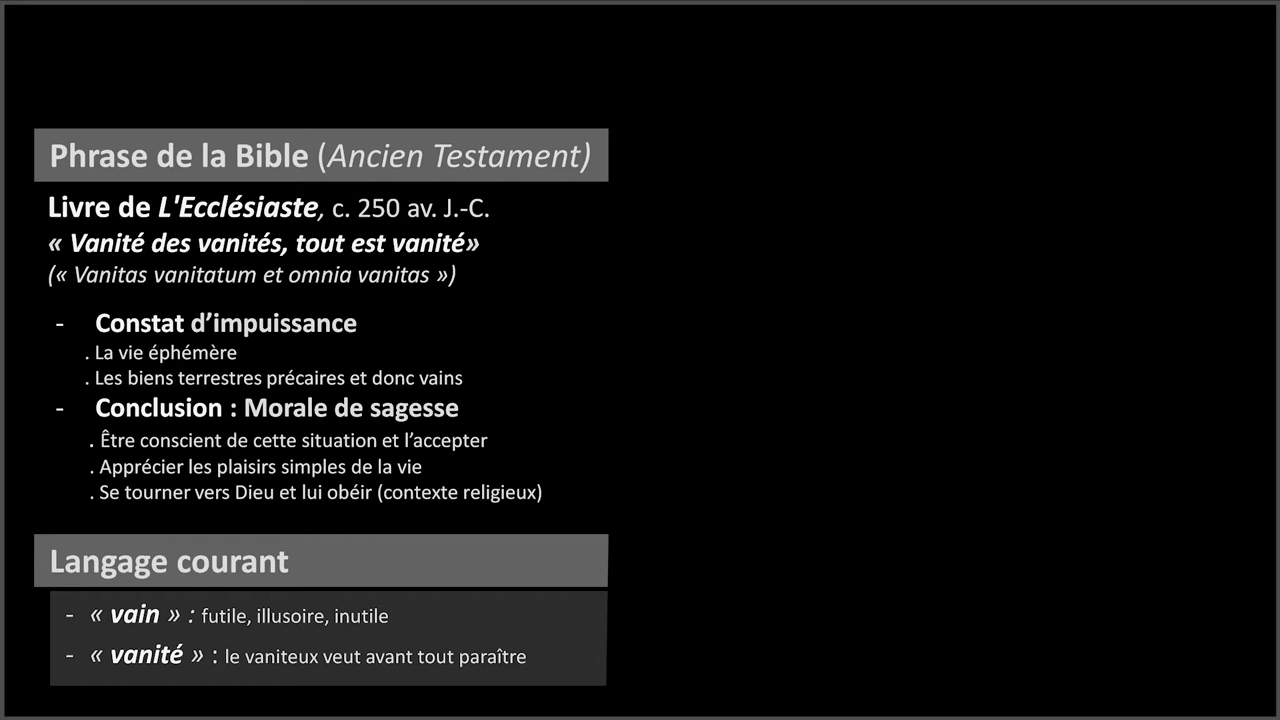 Phrase de la Bible (Ancien Testament)
Livre de L'Ecclésiaste, c. 250 av. J.-C.
« Vanité des vanités, tout est vanité»
(« Vanitas vanitatum et omnia vanitas »)
- Constat d’impuissance
. La vie éphémère
. Les biens terrestres précaires et donc vains
- Conclusion : Morale de sagesse
. Être conscient de cette situation et l’accepter
. Apprécier les plaisirs simples de la vie
. Se tourner vers Dieu et lui obéir (contexte religieux)
Langage courant
- « vain » : futile, illusoire, inutile
- « vanité » : le vaniteux veut avant tout paraître